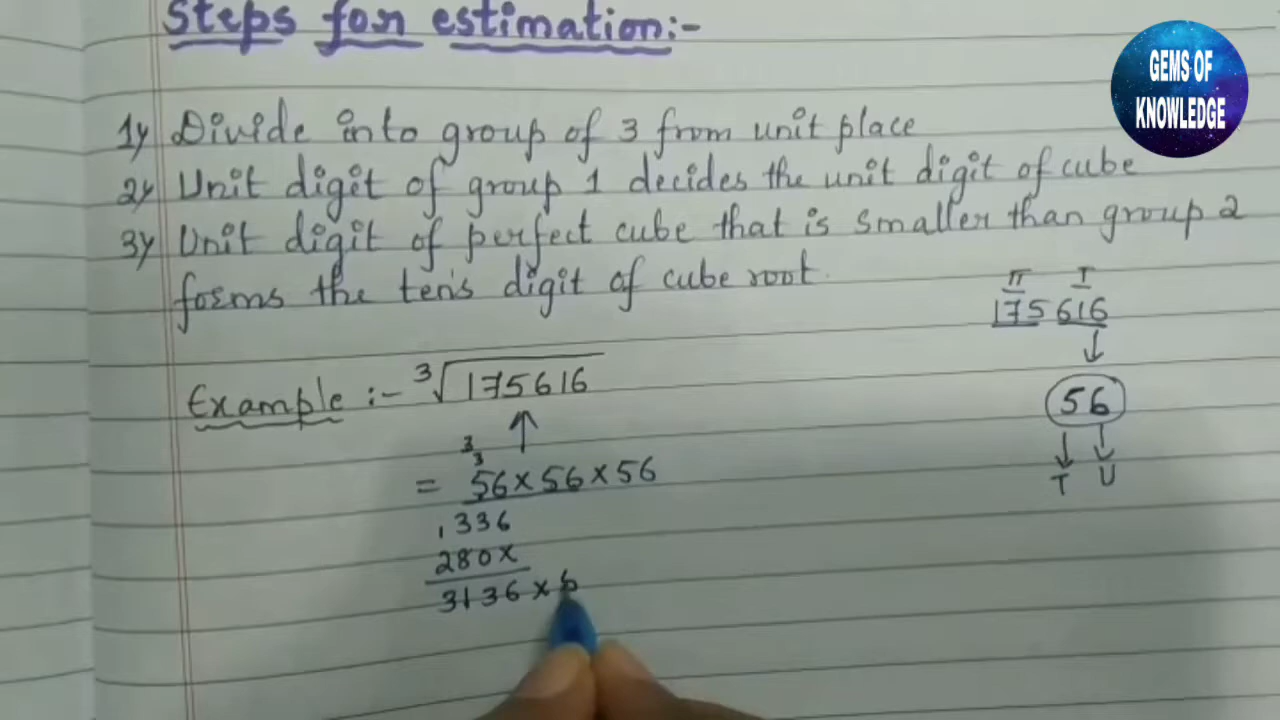 Steps for estimation:-
GEMS OF
KNOWLEDGE
1) Divide into group of 3 from unit place
2) Unit digit of group 1 decides the unit digit of cube
3) Unit digit of perfect cube that is smaller than group 2
forms the ten's digit of cube root.
II I
175 616
↓
56
↓ ↓
T U
Example :- ³√175616
↑
3
3
= 56×56×56
1336
280×
3136×